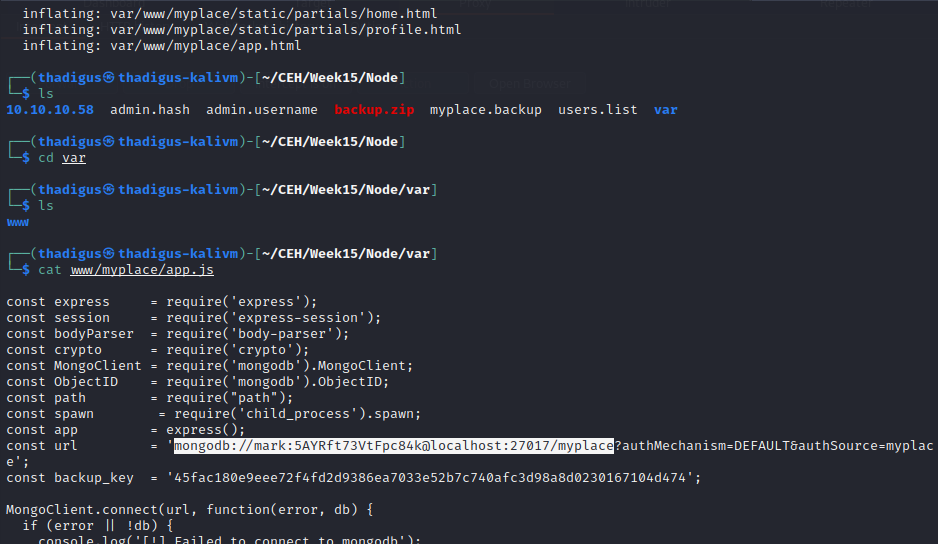 inflating: var/www/myplace/static/partials/home.html
inflating: var/www/myplace/static/partials/profile.html
inflating: var/www/myplace/app.html
┌──(thadigus㉿thadigus-kalivm)-[~/CEH/Week15/Node]
└─$ ls
10.10.10.58 admin.hash admin.username backup.zip myplace.backup users.list var
┌──(thadigus㉿thadigus-kalivm)-[~/CEH/Week15/Node]
└─$ cd var
┌──(thadigus㉿thadigus-kalivm)-[~/CEH/Week15/Node/var]
└─$ ls
www
┌──(thadigus㉿thadigus-kalivm)-[~/CEH/Week15/Node/var]
└─$ cat www/myplace/app.js
const express     = require('express');
const session     = require('express-session');
const bodyParser  = require('body-parser');
const crypto      = require('crypto');
const MongoClient = require('mongodb').MongoClient;
const ObjectID    = require('mongodb').ObjectID;
const path        = require("path");
const spawn        = require('child_process').spawn;
const app         = express();
const url         = 'mongodb://mark:5AYRft73VtFpc84k@localhost:27017/myplace?authMechanism=DEFAULT&authSource=myplac
e';
const backup_key  = '45fac180e9eee72f4fd2d9386ea7033e52b7c740afc3d98a8d0230167104d474';
MongoClient.connect(url, function(error, db) {
if (error || !db) {
console.log('[!] Failed to connect to mongodb');